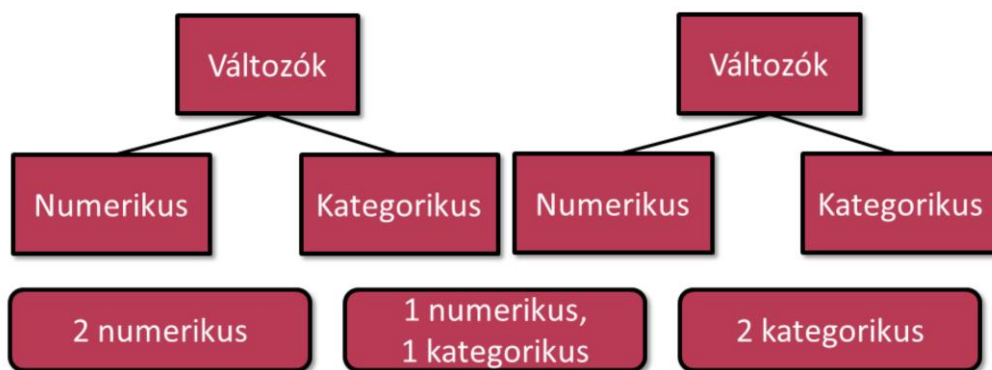 Változók
Változók
Numerikus
Kategorikus
Numerikus
Kategorikus
2 numerikus
1 numerikus,
1 kategorikus
2 kategorikus